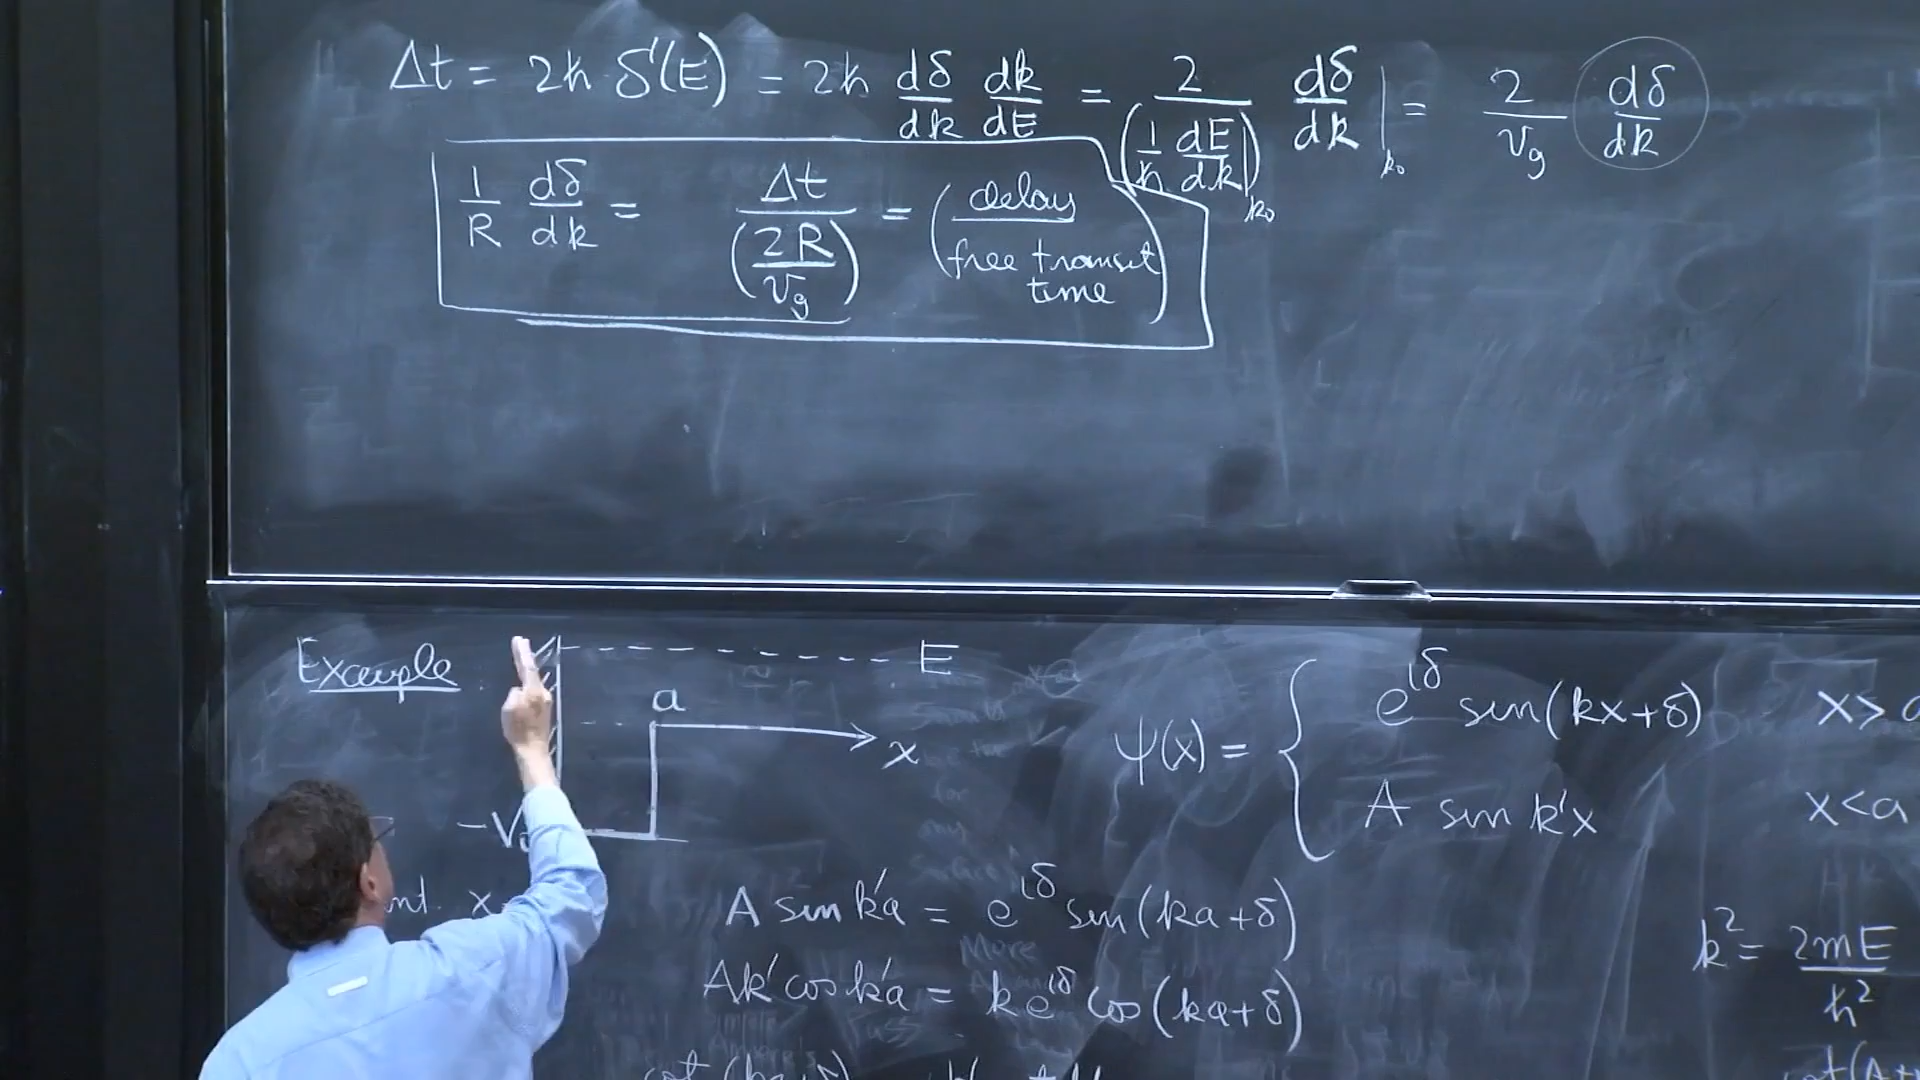 Δt = 2ħ δ'(E) = 2ħ dδ/dk dk/dE = 2/(1/ħ dE/dk|k₀) dδ/dk|k₀ = 2/v_g dδ/dk
1/R dδ/dk = Δt/(2R/v_g) = (delay/free transit time)
Example :
E
a
x
-V₀
ψ(x) = { e^{iδ} sin(kx+δ) x>a
A sin k'x x<a
A sin k'a = e^{iδ} sin(ka+δ)
Ak' cos k'a = k e^{iδ} cos(ka+δ)
k² = 2mE/ħ²